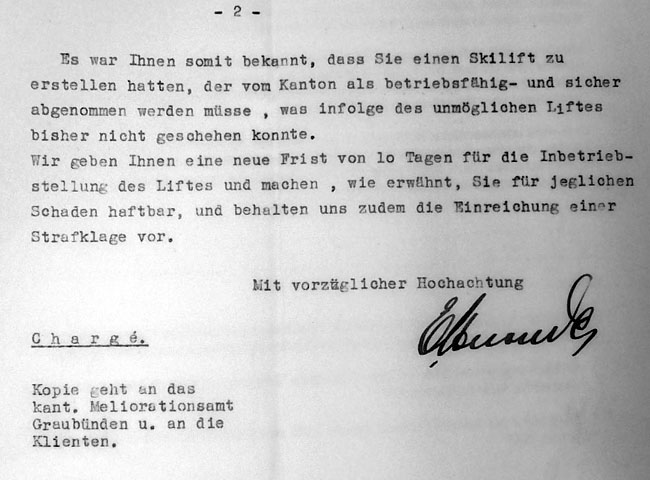 - 2 -
Es war Ihnen somit bekannt, dass Sie einen Skilift zu
erstellen hatten, der vom Kanton als betriebsfähig- und sicher
abgenommen werden müsse , was infolge des unmöglichen Liftes
bisher nicht geschehen konnte.
Wir geben Ihnen eine neue Frist von lo Tagen für die Inbetrieb-
stellung des Liftes und machen , wie erwähnt, Sie für jeglichen
Schaden haftbar, und behalten uns zudem die Einreichung einer
Strafklage vor.
Mit vorzüglicher Hochachtung
C h a r g é.
Kopie geht an das
kant. Meliorationsamt
Graubünden u. an die
Klienten.